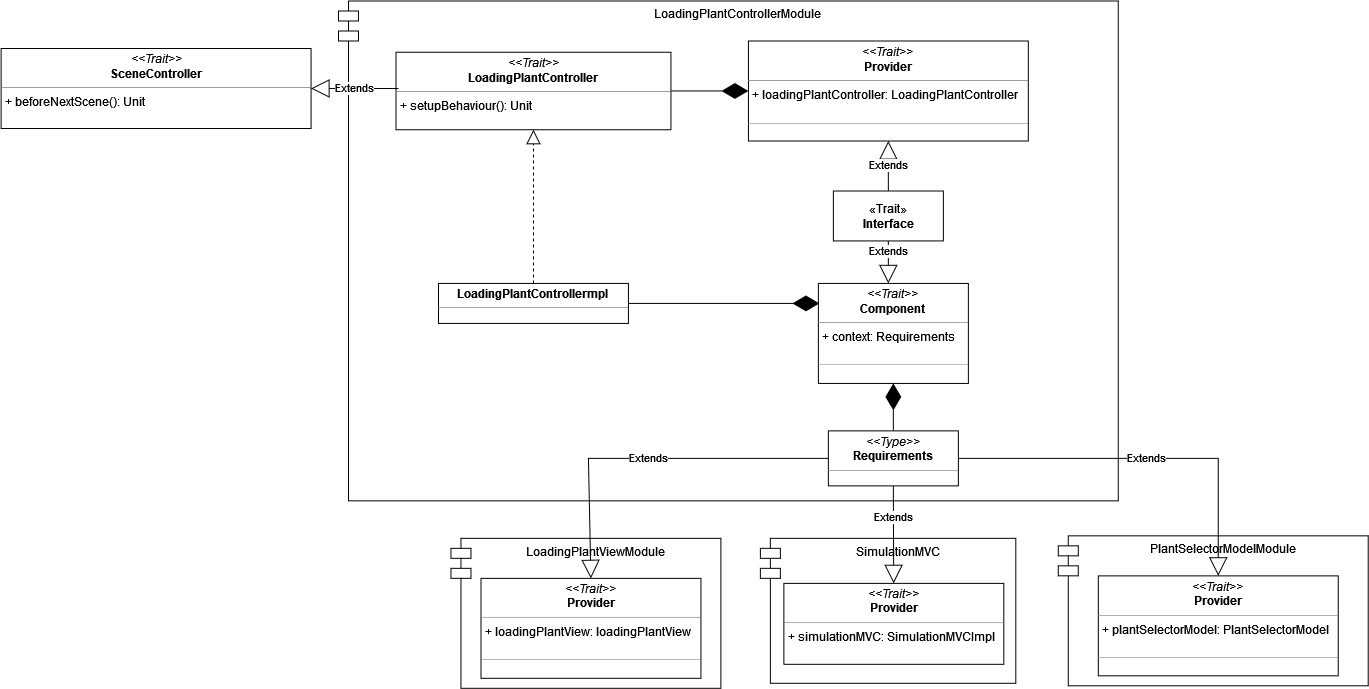 LoadingPlantControllerModule
<<Trait>>
SceneController
+ beforeNextScene(): Unit
Extends
<<Trait>>
LoadingPlantController
+ setupBehaviour(): Unit
<<Trait>>
Provider
+ loadingPlantController: LoadingPlantController
Extends
«Trait»
Interface
Extends
LoadingPlantControllermpl
<<Trait>>
Component
+ context: Requirements
<<Type>>
Requirements
Extends
Extends
Extends
LoadingPlantViewModule
<<Trait>>
Provider
+ loadingPlantView: loadingPlantView
SimulationMVC
<<Trait>>
Provider
+ simulationMVC: SimulationMVCImpl
PlantSelectorModelModule
<<Trait>>
Provider
+ plantSelectorModel: PlantSelectorModel